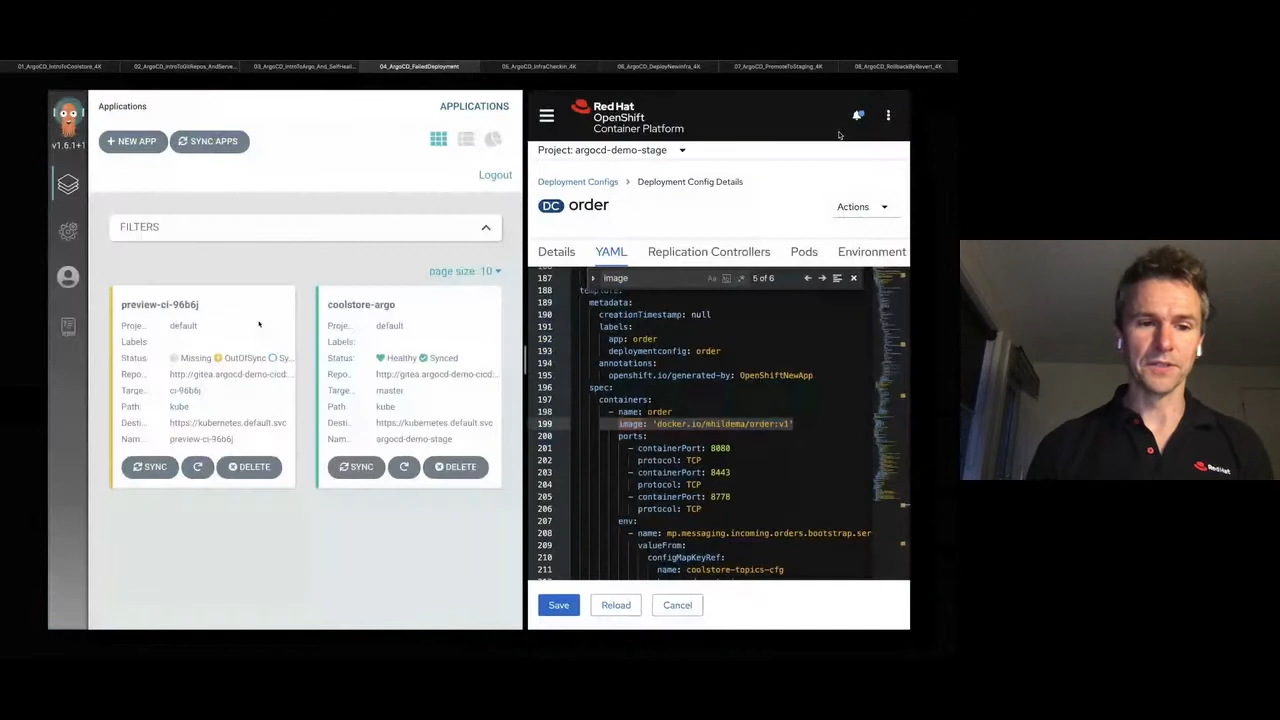 01_ArgoCD_IntroToCoolstore_4K
02_ArgoCD_IntroToGitRepos_AndServe...
03_ArgoCD_IntroToArgo_And_SelfHeal...
04_ArgoCD_FailedDeployment
05_ArgoCD_InfraCheckin_4K
06_ArgoCD_DeployNewInfra_4K
07_ArgoCD_PromoteToStaging_4K
08_ArgoCD_RollbackByRevert_4K
v1.6.1+1
Applications
APPLICATIONS
+ NEW APP
SYNC APPS
Logout
FILTERS
page size: 10
preview-ci-96b6j
Proje.. default
Labels:
Status: Missing OutOfSync Sy...
Repo.. http://gitea.argocd-demo-cicd:...
Targe.. ci-96b6j
Path: kube
Desti.. https://kubernetes.default.svc
Nam.. preview-ci-96b6j
SYNC
DELETE
coolstore-argo
Proje.. default
Labels:
Status: Healthy Synced
Repo.. http://gitea.argocd-demo-cicd:...
Targe.. master
Path: kube
Desti.. https://kubernetes.default.svc
Nam.. argocd-demo-stage
SYNC
DELETE
Red Hat
OpenShift
Container Platform
Project: argocd-demo-stage
Deployment Configs > Deployment Config Details
DC order
Actions
Details YAML Replication Controllers Pods Environment
image Aa 5 of 6
187
188
189 metadata:
190 creationTimestamp: null
191 labels:
192 app: order
193 deploymentconfig: order
194 annotations:
195 openshift.io/generated-by: OpenShiftNewApp
196 spec:
197 containers:
198 - name: order
199 image: 'docker.io/mhildema/order:v1'
200 ports:
201 - containerPort: 8080
202 protocol: TCP
203 - containerPort: 8443
204 protocol: TCP
205 - containerPort: 8778
206 protocol: TCP
207 env:
208 - name: mp.messaging.incoming.orders.bootstrap.ser
209 valueFrom:
210 configMapKeyRef:
211 name: coolstore-topics-cfg
Save
Reload
Cancel
Red Hat